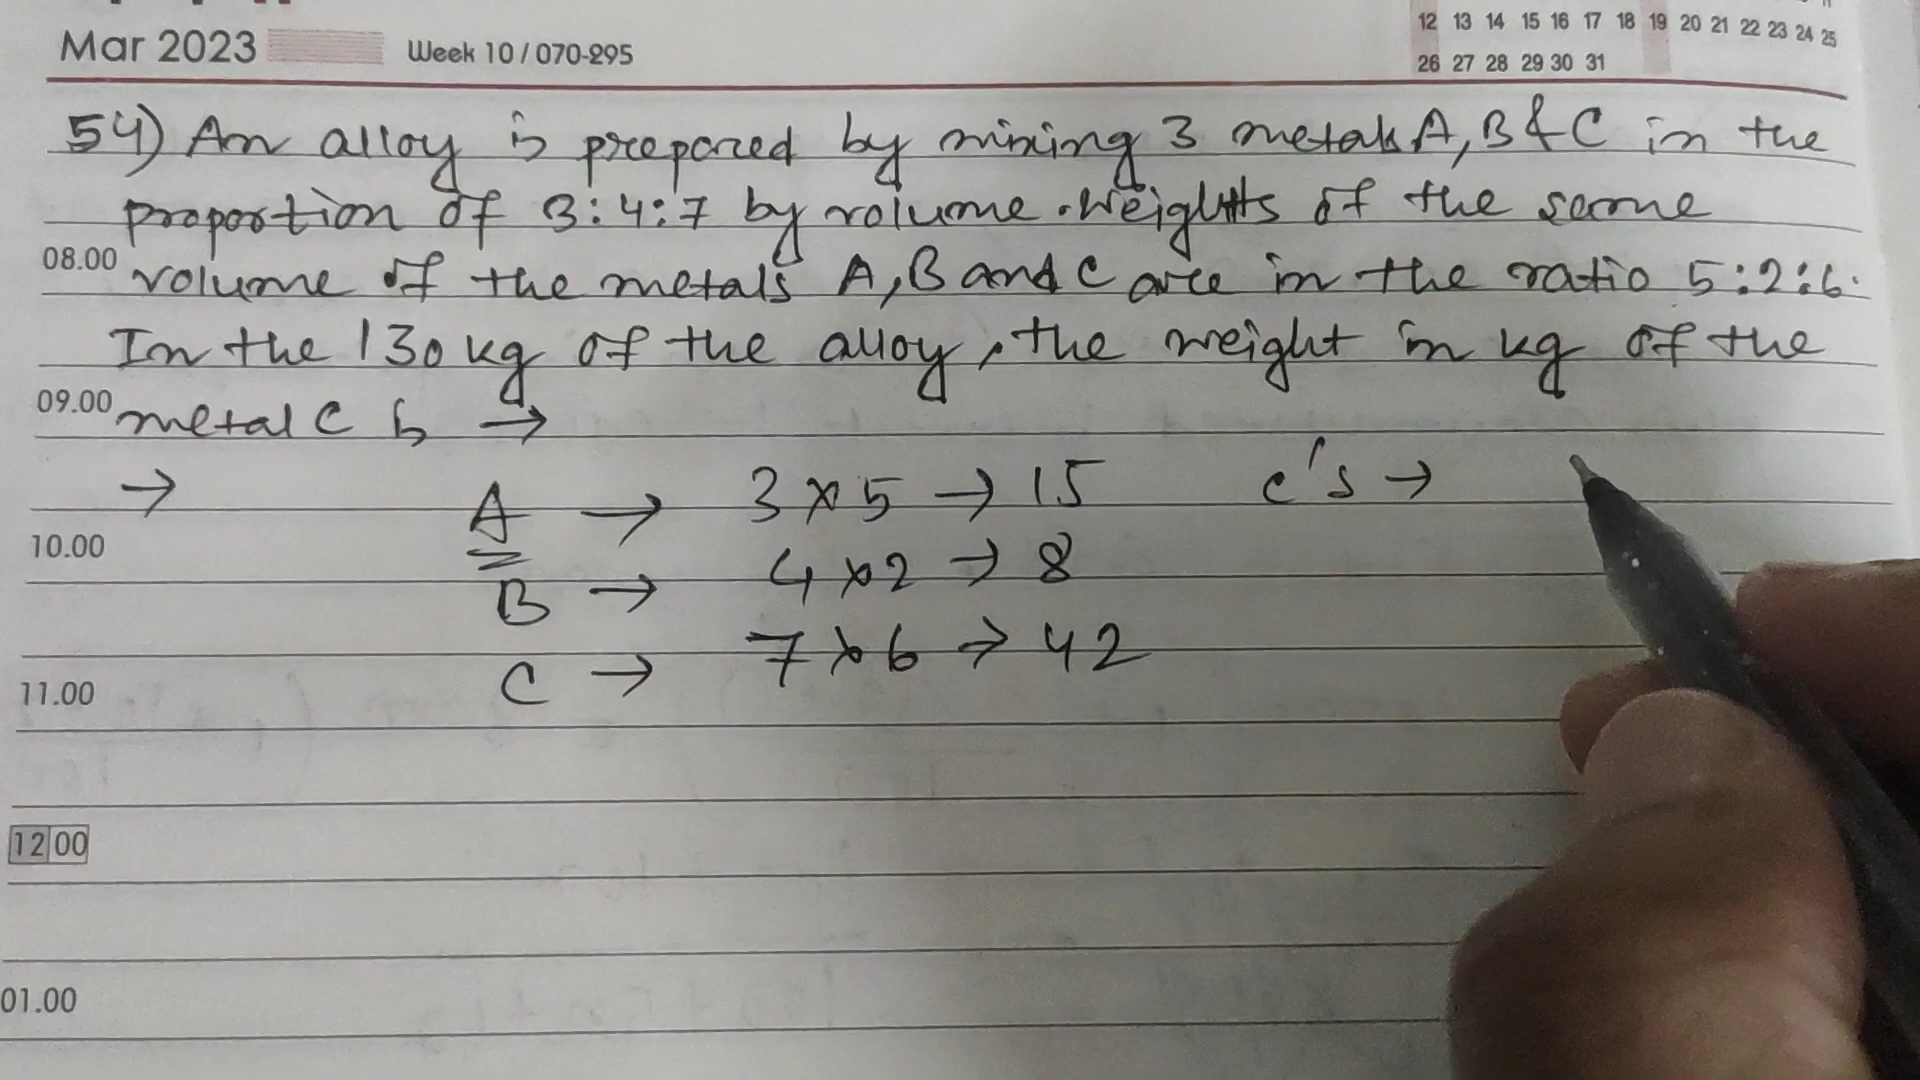 Mar 2023 Week 10 / 070-295
12 13 14 15 16 17 18 19 20 21 22 23 24 25
26 27 28 29 30 31
54) An alloy is prepared by mixing 3 metals A, B & C in the
proportion of 3:4:7 by volume. Weights of the same
08.00 volume of the metals A, B and C are in the ratio 5:2:6.
In the 130 kg of the alloy, the weight in kg of the
09.00 metal C is →
→ A → 3 × 5 → 15 C's →
10.00 B → 4 × 2 → 8
11.00 C → 7 × 6 → 42
12 00
01.00